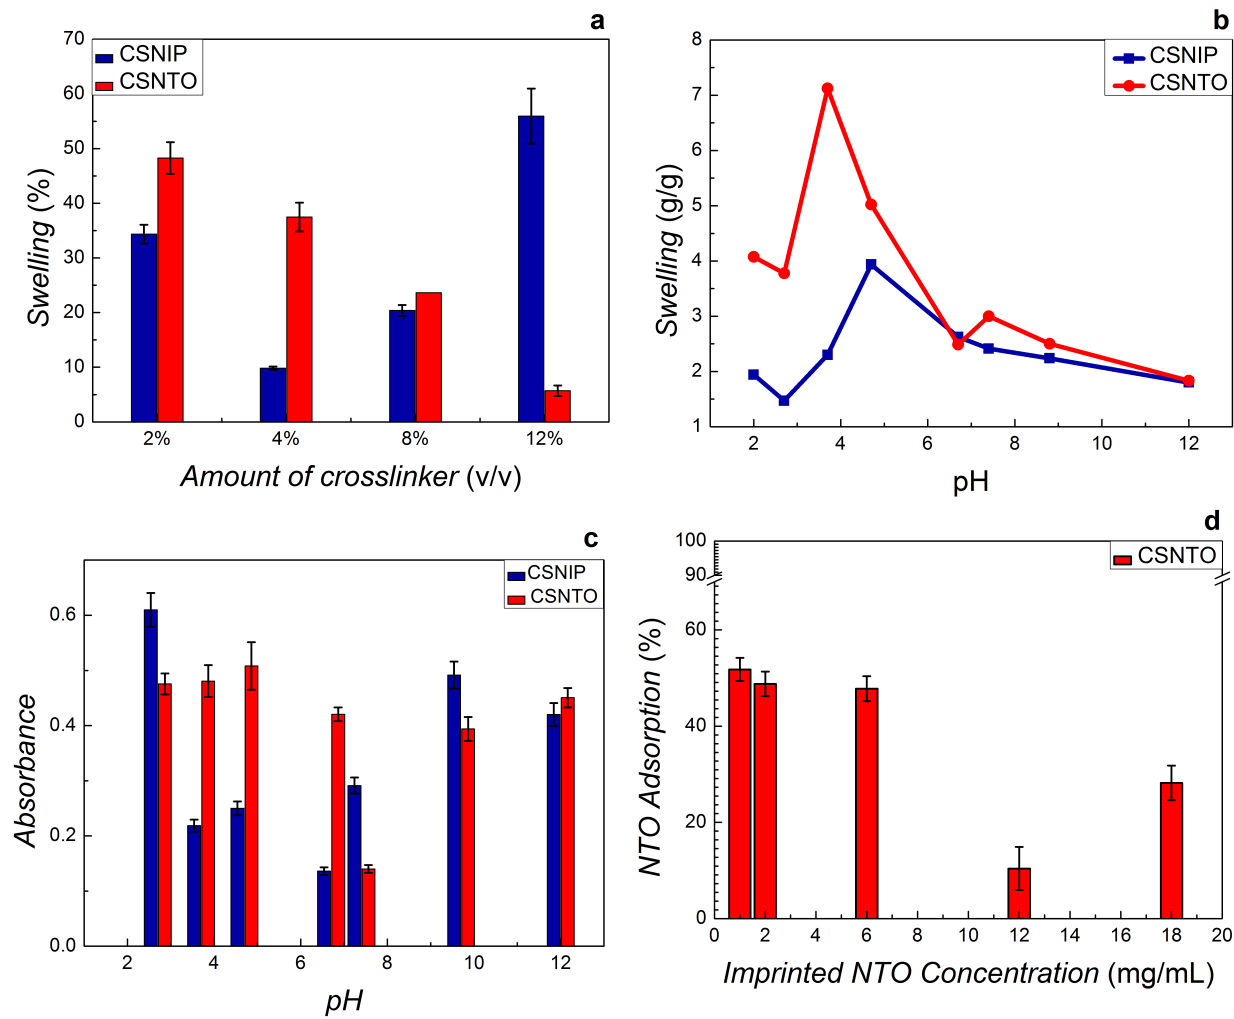 a
70
60
50
40
30
20
10
0
Swelling (%)
CSNIP
CSNTO
2% 4% 8% 12%
Amount of crosslinker (v/v)
b
8
7
6
5
4
3
2
1
Swelling (g/g)
CSNIP
CSNTO
2 4 6 8 10 12
pH
c
0.6
0.4
0.2
0.0
Absorbance
CSNIP
CSNTO
2 4 6 8 10 12
pH
d
100
90
60
40
20
0
NTO Adsorption (%)
CSNTO
0 2 4 6 8 10 12 14 16 18 20
Imprinted NTO Concentration (mg/mL)